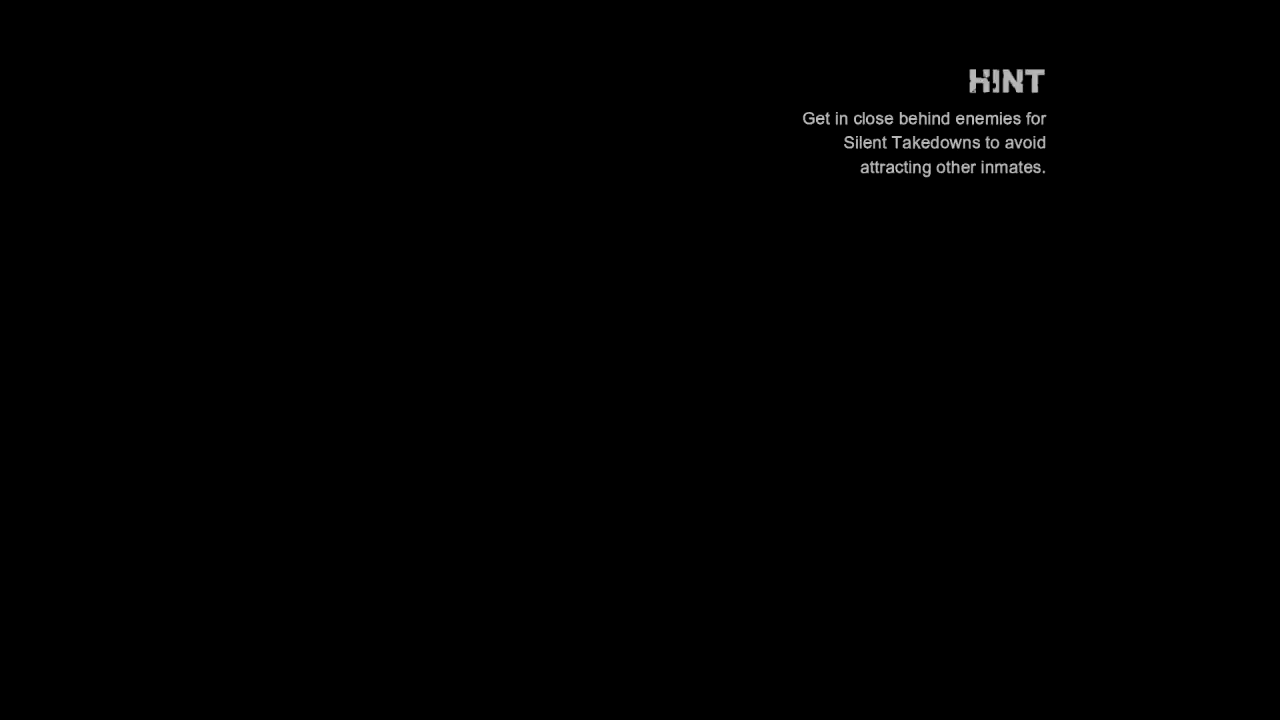 HINT
Get in close behind enemies for
Silent Takedowns to avoid
attracting other inmates.